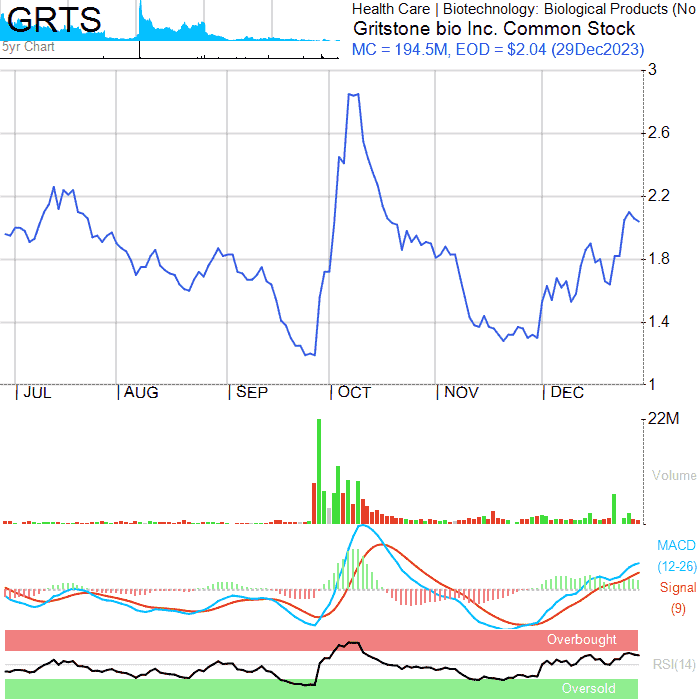 GRTS
5yr Chart
Health Care | Biotechnology: Biological Products (No
Gritstone bio Inc. Common Stock
MC = 194.5M, EOD = $2.04 (29Dec2023)
3
2.6
2.2
1.8
1.4
1
| JUL | AUG | SEP | OCT | NOV | DEC
22M
Volume
MACD
(12-26)
Signal
(9)
Overbought
RSI(14)
Oversold